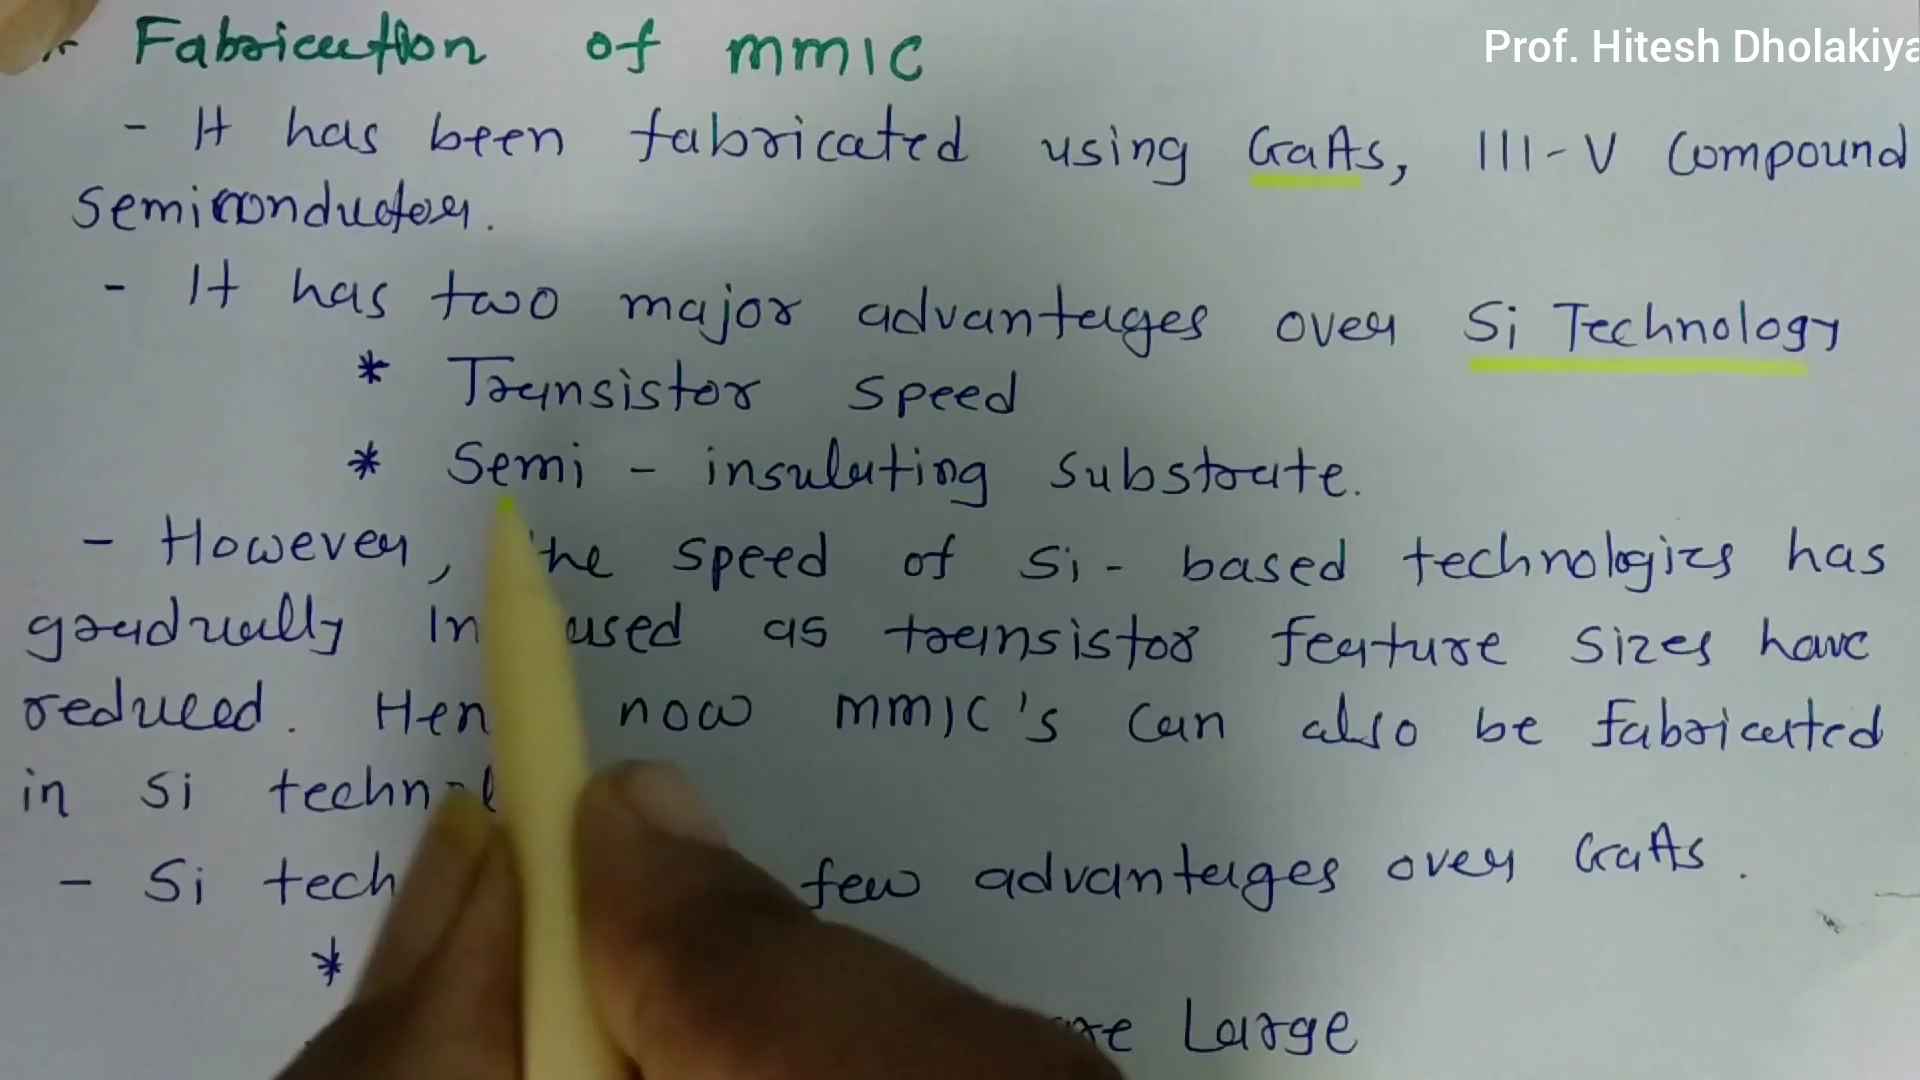 Fabrication of MMIC
Prof. Hitesh Dholakiya
- It has been fabricated using GaAs, III-V Compound
Semiconductor.
- It has two major advantages over Si Technology
* Transistor Speed
* Semi - insulating Substrate.
- However, the speed of Si - based technologies has
gradually In used as transistor feature sizes have
reduced. Hen now MMIC's can also be fabricated
in Si techn
- Si tech few advantages over GaAs.
*
Large